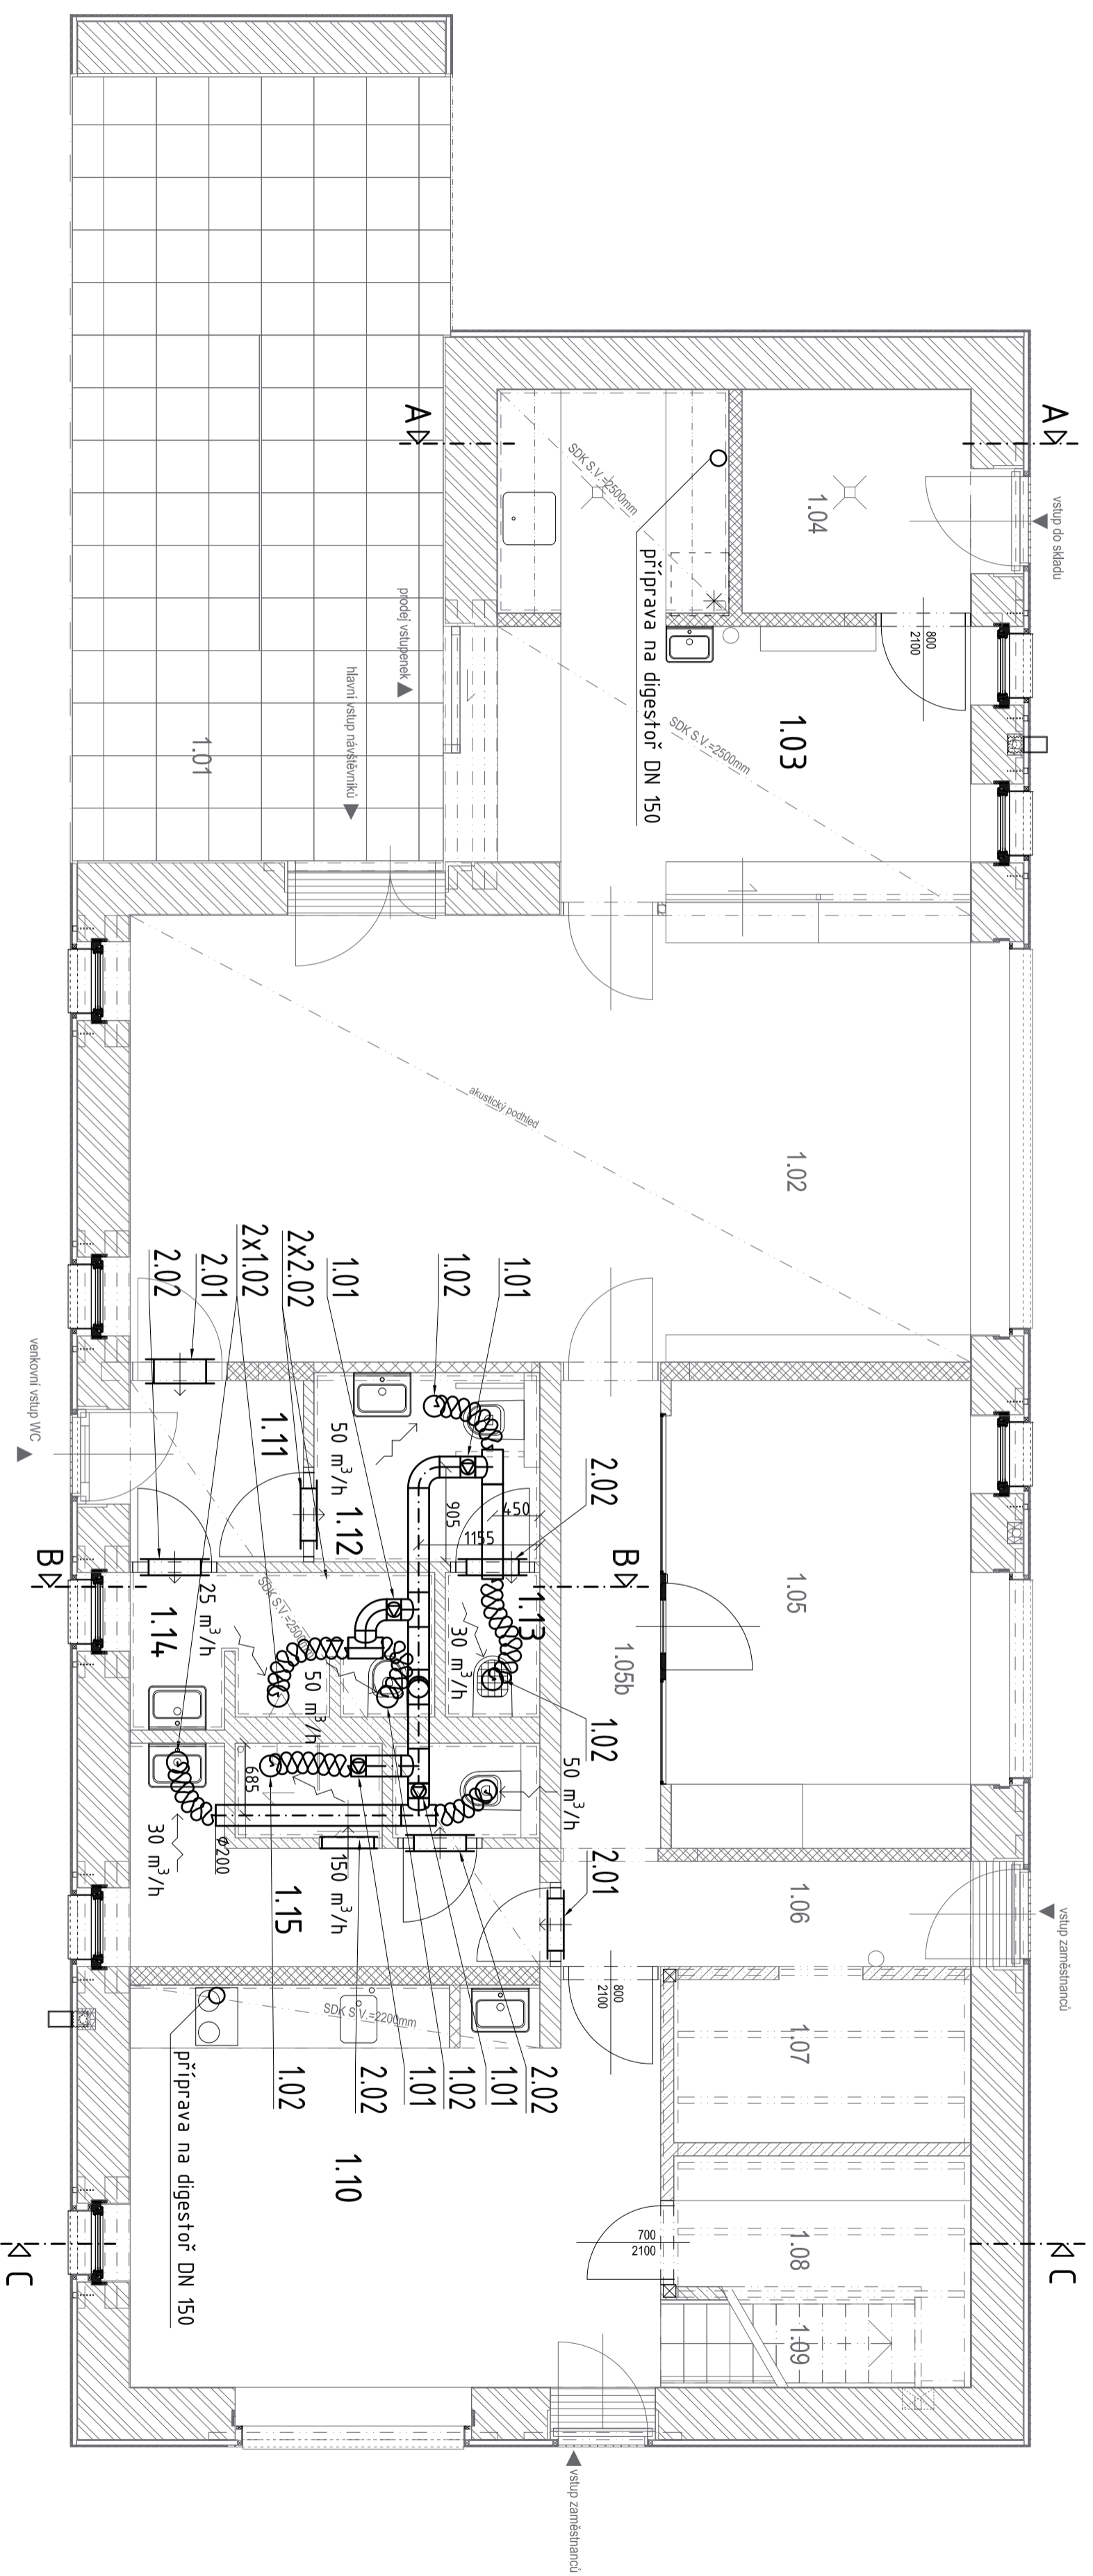 A
A
vstup do skladu
1.04
SDK S.V.=2500mm
příprava na digestoř DN 150
800
2100
prodej vstupenek
hlavní vstup návštěvníků
1.01
1.03
SDK S.V.=2500mm
akustický podhled
1.02
1.01
1.02
1.01
2x2.02
2x1.02
2.01
2.02
venkovní vstup WC
1.11
50 m³/h
1.12
905
450
1155
2.02
B
B
1.05
1.05b
1.13
30 m³/h
SDK S.V.=2500mm
25 m³/h
1.14
50 m³/h
1.02
50 m³/h
685
ø200
30 m³/h
150 m³/h
1.15
2.01
1.06
vstup zaměstnanců
800
2100
SDK S.V.=2200mm
1.07
2.02
1.01
1.02
1.01
2.02
1.02
příprava na digestoř DN 150
1.10
700
2100
1.08
1.09
C
C
vstup zaměstnanců